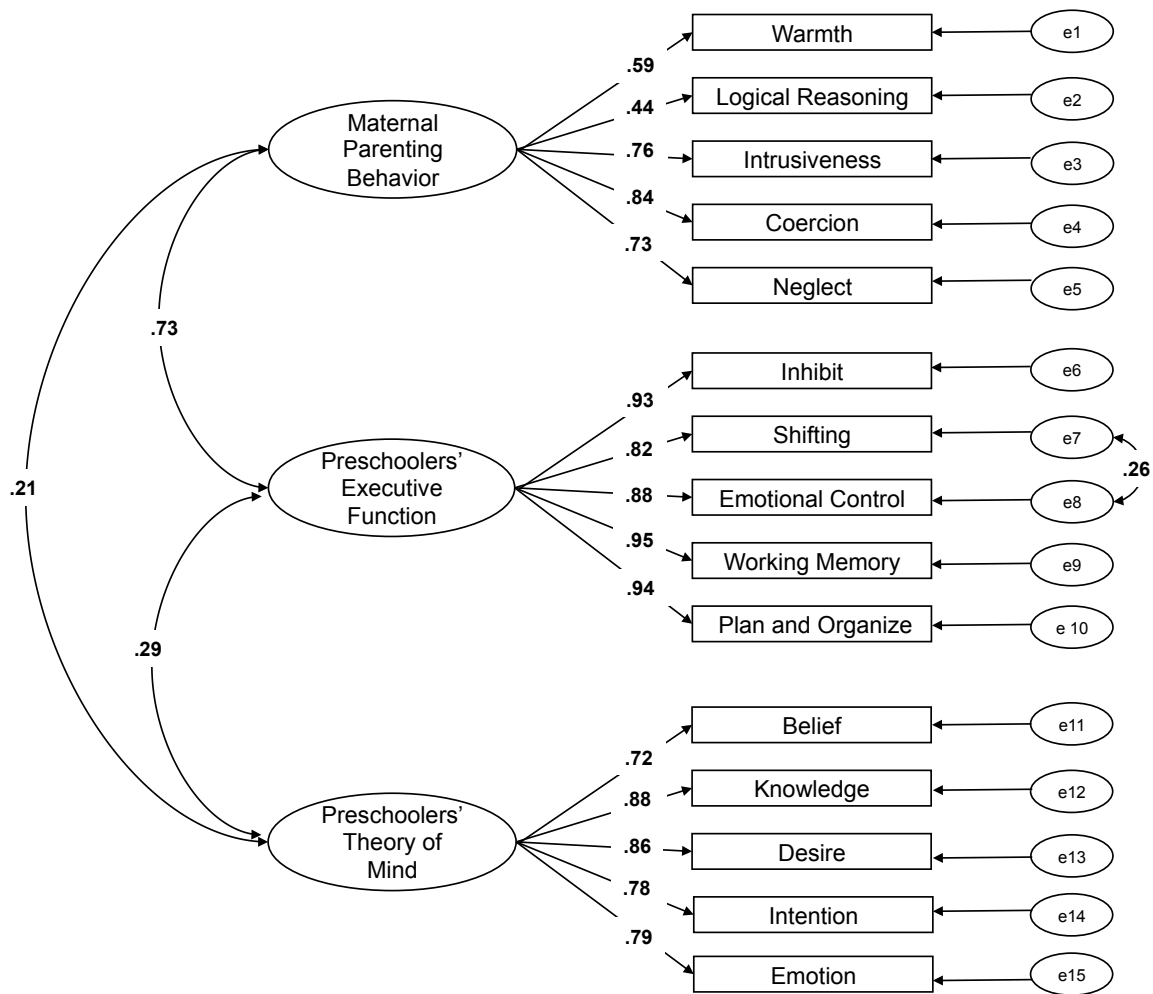 Warmth
e1
.59
Logical Reasoning
e2
.44
Maternal
Parenting
Behavior
.76
Intrusiveness
e3
.84
Coercion
e4
.73
Neglect
e5
.73
Inhibit
e6
.93
Shifting
e7
.82
.26
Preschoolers’
Executive
Function
.21
.88
Emotional Control
e8
.95
Working Memory
e9
.94
Plan and Organize
e 10
.29
Belief
e11
.72
Knowledge
e12
.88
Preschoolers’
Theory of
Mind
.86
Desire
e13
.78
Intention
e14
.79
Emotion
e15